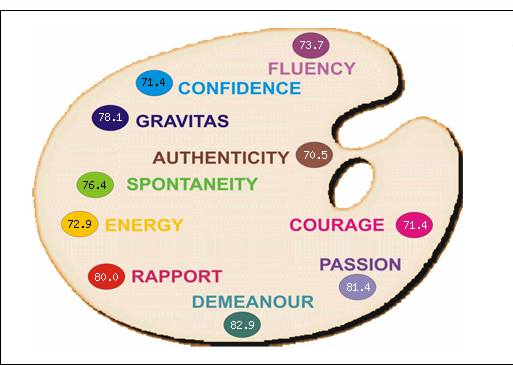 73.7
FLUENCY
71.4
CONFIDENCE
78.1
GRAVITAS
AUTHENTICITY
70.5
76.4
SPONTANEITY
72.9
ENERGY
COURAGE
71.4
PASSION
81.4
80.0
RAPPORT
DEMEANOUR
82.9